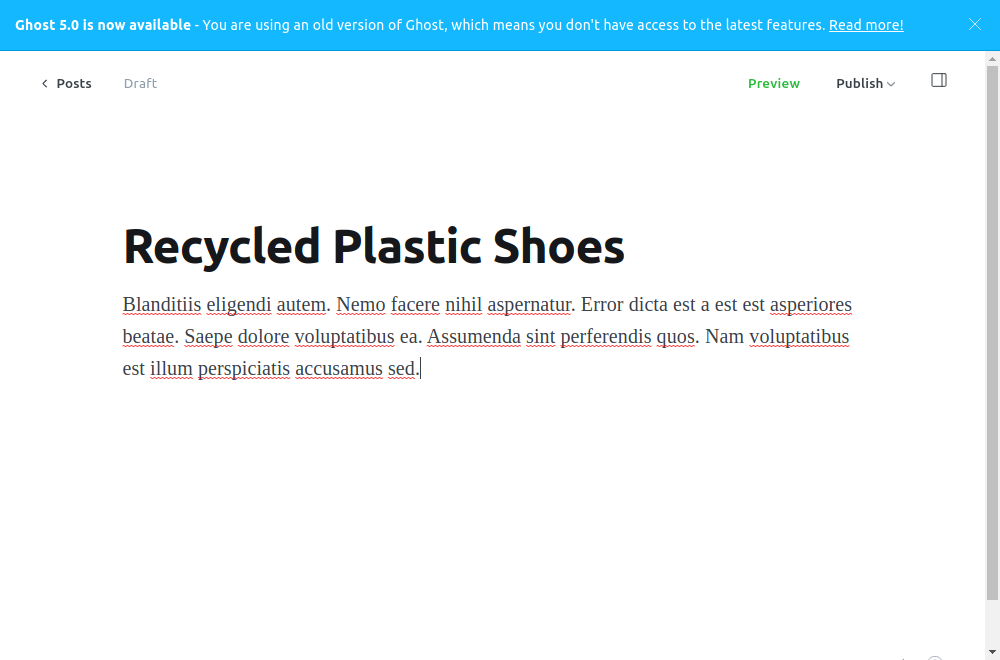 Ghost 5.0 is now available - You are using an old version of Ghost, which means you don't have access to the latest features. Read more!
Posts Draft Preview Publish
Recycled Plastic Shoes
Blanditiis eligendi autem. Nemo facere nihil aspernatur. Error dicta est a est est asperiores
beatae. Saepe dolore voluptatibus ea. Assumenda sint perferendis quos. Nam voluptatibus
est illum perspiciatis accusamus sed.